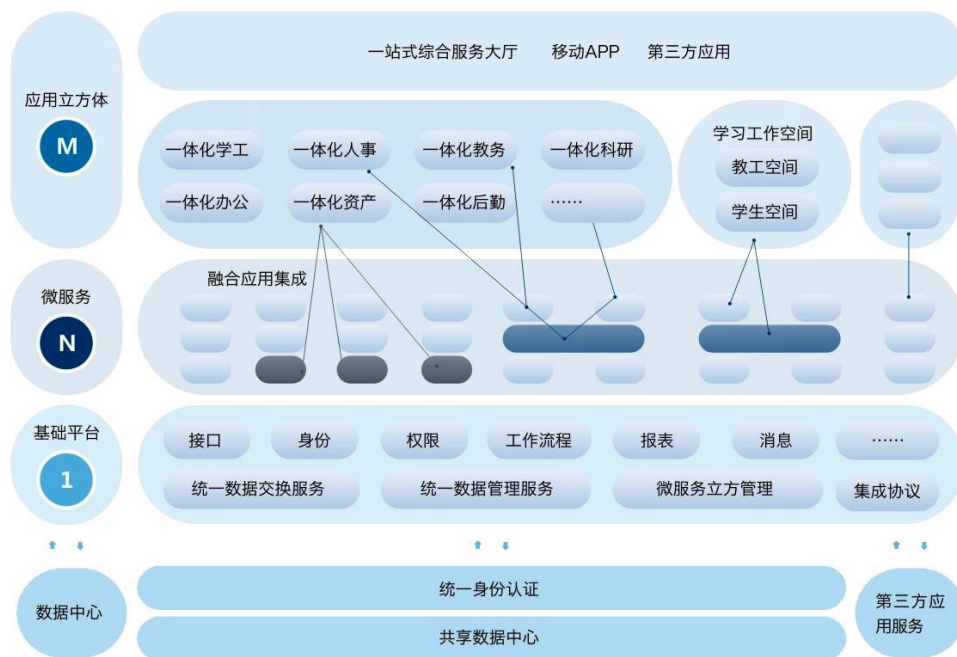 一站式综合服务大厅 移动APP 第三方应用
应用立方体
M
一体化学工 一体化人事 一体化教务 一体化科研
一体化办公 一体化资产 一体化后勤 ……
学习工作空间
教工空间
学生空间
微服务
N
融合应用集成
基础平台
1
接口 身份 权限 工作流程 报表 消息 ……
统一数据交换服务 统一数据管理服务 微服务立方管理 集成协议
数据中心
统一身份认证
共享数据中心
第三方应
用服务